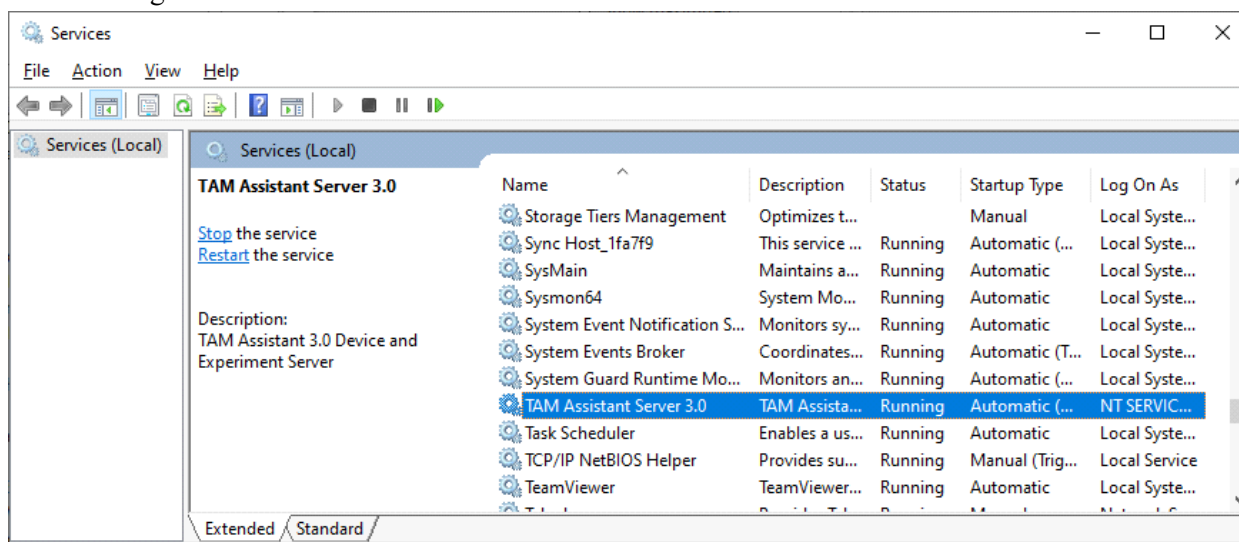 Services
File Action View Help
Services (Local)
Services (Local)
TAM Assistant Server 3.0
Stop the service
Restart the service
Description:
TAM Assistant 3.0 Device and
Experiment Server
Name Description Status Startup Type Log On As
Storage Tiers Management Optimizes t... Manual Local Syste...
Sync Host_1fa7f9 This service ... Running Automatic (... Local Syste...
SysMain Maintains a... Running Automatic Local Syste...
Sysmon64 System Mo... Running Automatic Local Syste...
System Event Notification S... Monitors sy... Running Automatic Local Syste...
System Events Broker Coordinates... Running Automatic (T... Local Syste...
System Guard Runtime Mo... Monitors an... Running Automatic (... Local Syste...
TAM Assistant Server 3.0 TAM Assista... Running Automatic (... NT SERVIC...
Task Scheduler Enables a us... Running Automatic Local Syste...
TCP/IP NetBIOS Helper Provides su... Running Manual (Trig... Local Service
TeamViewer TeamViewer... Running Automatic Local Syste...
Extended Standard